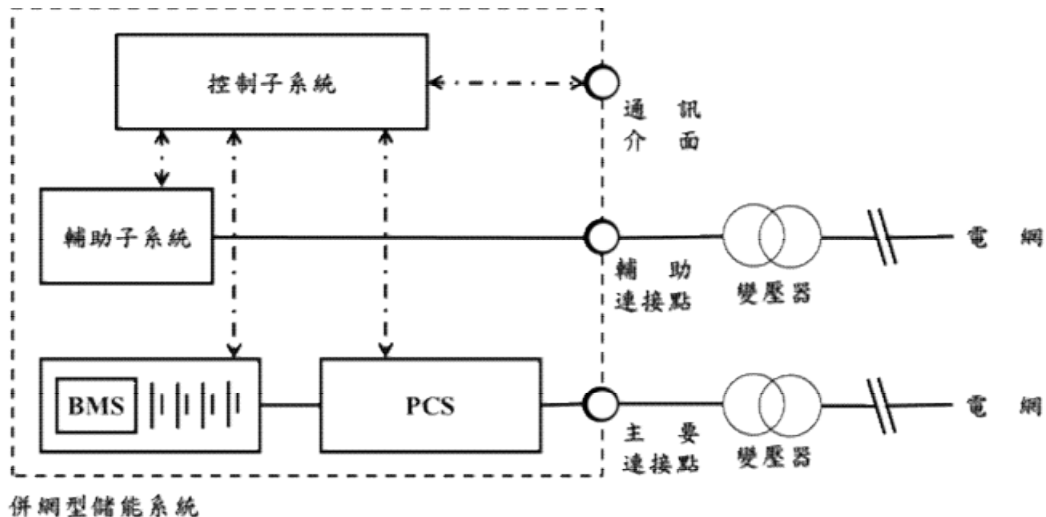 控制子系統
通訊
介面
輔助子系統
電網
輔助
連接點
變壓器
BMS
PCS
電網
主要
連接點
變壓器
併網型儲能系統